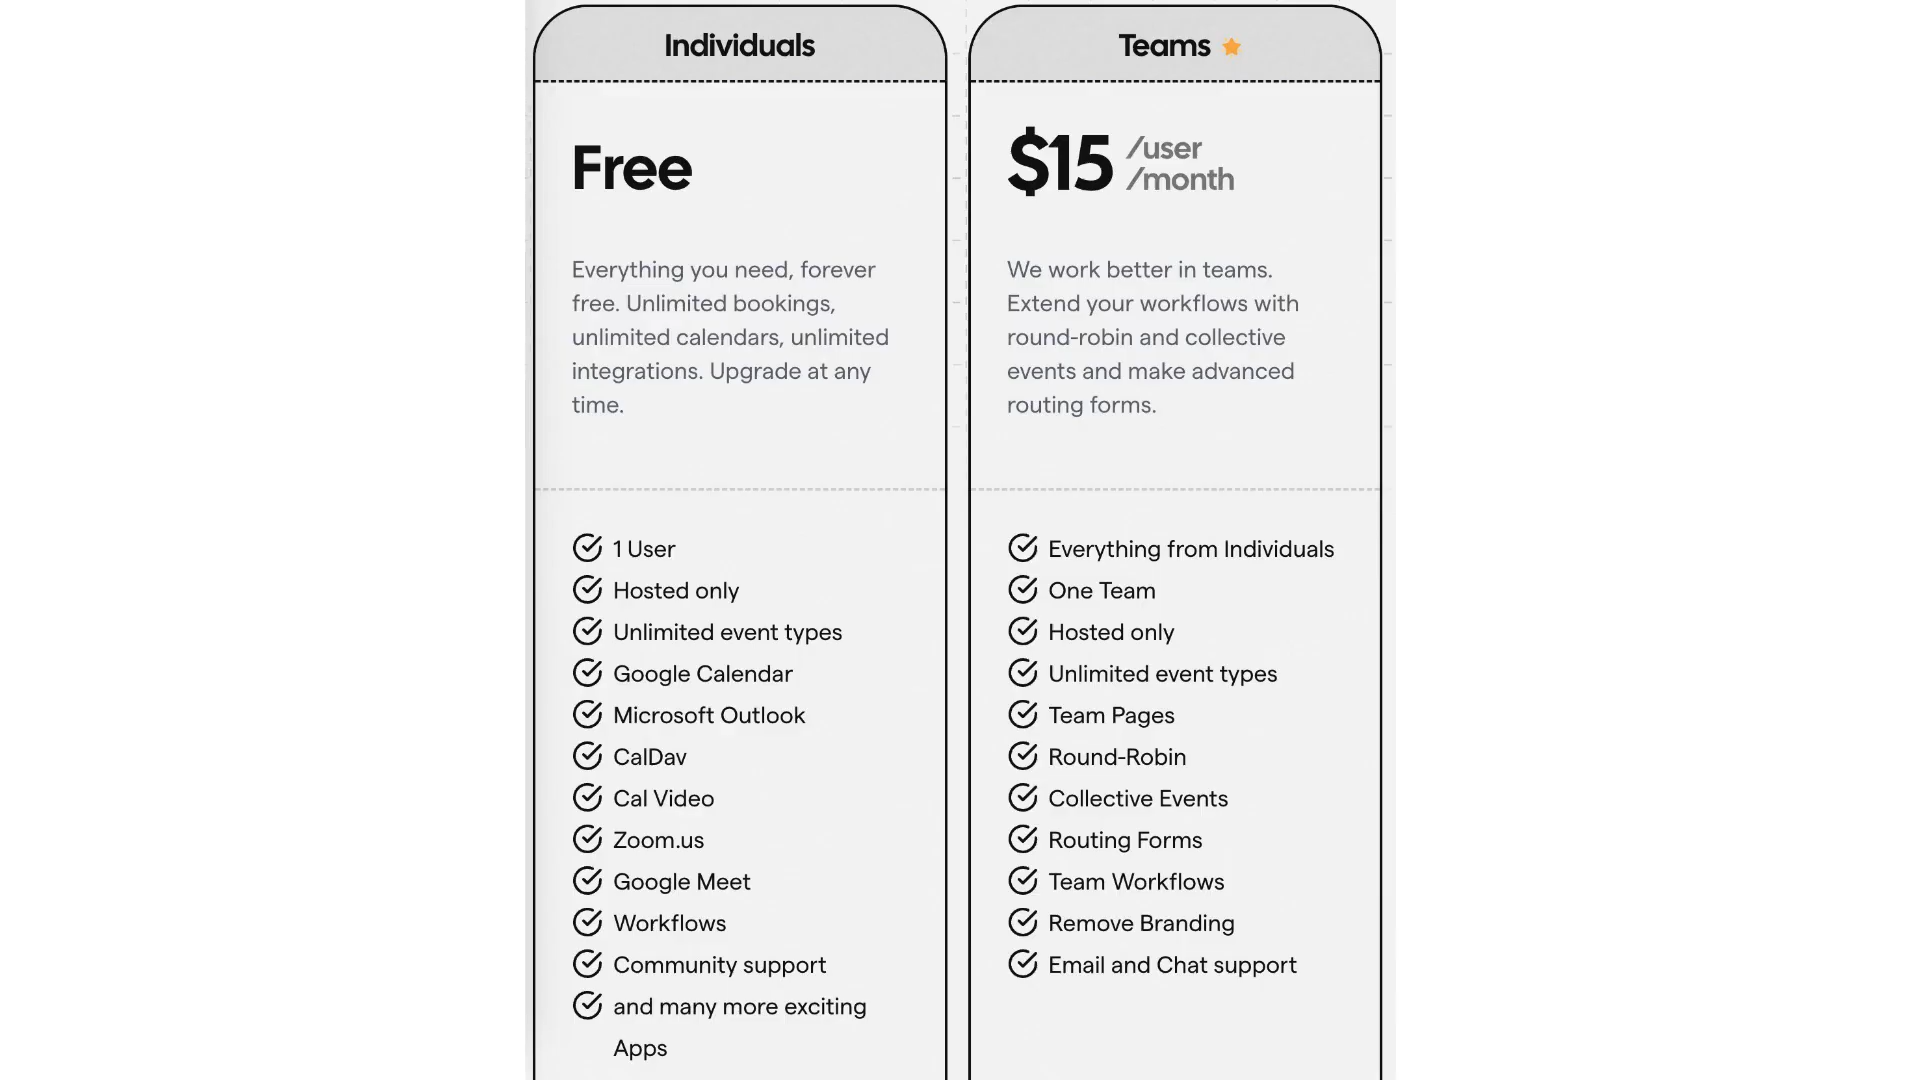 Individuals
Free
Everything you need, forever
free. Unlimited bookings,
unlimited calendars, unlimited
integrations. Upgrade at any
time.
1 User
Hosted only
Unlimited event types
Google Calendar
Microsoft Outlook
CalDav
Cal Video
Zoom.us
Google Meet
Workflows
Community support
and many more exciting
Apps
Teams
$15 /user
/month
We work better in teams.
Extend your workflows with
round-robin and collective
events and make advanced
routing forms.
Everything from Individuals
One Team
Hosted only
Unlimited event types
Team Pages
Round-Robin
Collective Events
Routing Forms
Team Workflows
Remove Branding
Email and Chat support